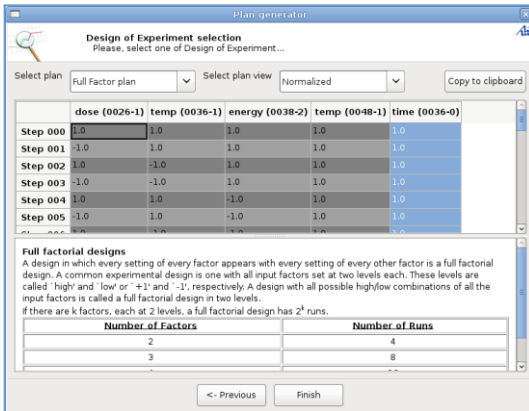 Plan generator
Design of Experiment selection
Please, select one of Design of Experiment...
Select plan Full Factor plan Select plan view Normalized Copy to clipboard
dose (0026-1) temp (0036-1) energy (0038-2) temp (0048-1) time (0036-0)
Step 000 1.0 1.0 1.0 1.0 1.0
Step 001 -1.0 1.0 1.0 1.0 1.0
Step 002 1.0 -1.0 1.0 1.0 1.0
Step 003 -1.0 -1.0 1.0 1.0 1.0
Step 004 1.0 1.0 -1.0 1.0 1.0
Step 005 -1.0 1.0 -1.0 1.0 1.0
Full factorial designs
A design in which every setting of every factor appears with every setting of every other factor is a full factorial
design. A common experimental design is one with all input factors set at two levels each. These levels are
called `high' and `low' or `+1' and `-1', respectively. A design with all possible high/low combinations of all the
input factors is called a full factorial design in two levels.
If there are k factors, each at 2 levels, a full factorial design has 2^k runs.
Number of Factors Number of Runs
2 4
3 8
<- Previous Finish